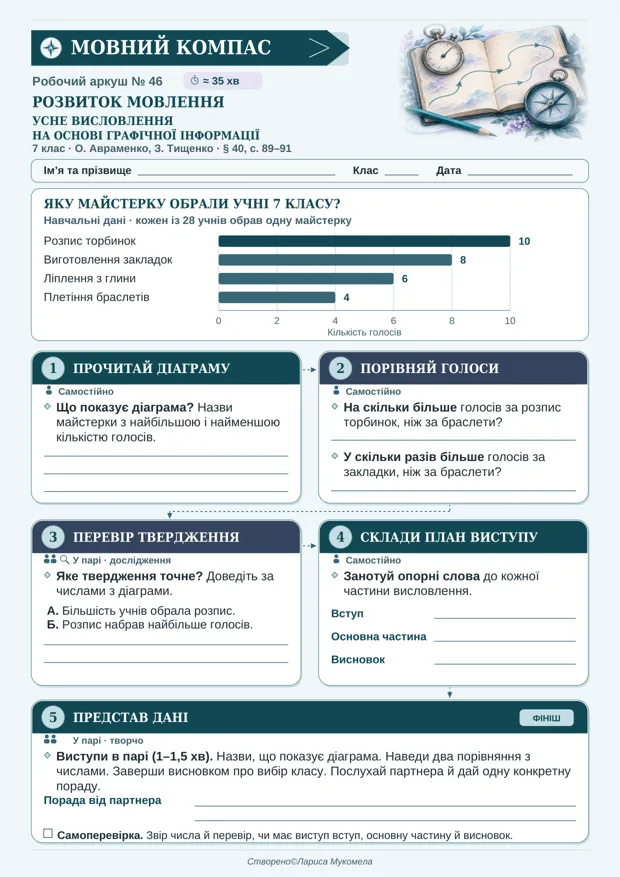 МОВНИЙ КОМПАС
Робочий аркуш № 46
≈ 35 хв
РОЗВИТОК МОВЛЕННЯ
УСНЕ ВИСЛОВЛЕННЯ
НА ОСНОВІ ГРАФІЧНОЇ ІНФОРМАЦІЇ
7 клас · О. Авраменко, З. Тищенко · § 40, с. 89–91
Ім’я та прізвище
Клас
Дата
ЯКУ МАЙСТЕРКУ ОБРАЛИ УЧНІ 7 КЛАСУ?
Навчальні дані · кожен із 28 учнів обрав одну майстерку
Розпис торбинок 10
Виготовлення закладок 8
Ліплення з глини 6
Плетіння браслетів 4
0 2 4 6 8 10
Кількість голосів
1 ПРОЧИТАЙ ДІАГРАМУ
Самостійно
Що показує діаграма? Назви
майстерки з найбільшою і найменшою
кількістю голосів.
2 ПОРІВНЯЙ ГОЛОСИ
Самостійно
На скільки більше голосів за розпис
торбинок, ніж за браслети?
У скільки разів більше голосів за
закладки, ніж за браслети?
3 ПЕРЕВІР ТВЕРДЖЕННЯ
У парі · дослідження
Яке твердження точне? Доведіть за
числами з діаграми.
А. Більшість учнів обрала розпис.
Б. Розпис набрав найбільше голосів.
4 СКЛАДИ ПЛАН ВИСТУПУ
Самостійно
Занотуй опорні слова до кожної
частини висловлення.
Вступ
Основна частина
Висновок
5 ПРЕДСТАВ ДАНІ
ФІНІШ
У парі · творчо
Виступи в парі (1–1,5 хв). Назви, що показує діаграма. Наведи два порівняння з
числами. Заверши висновком про вибір класу. Послухай партнера й дай одну конкретну
пораду.
Порада від партнера
Самоперевірка. Звір числа й перевір, чи має виступ вступ, основну частину й висновок.
Створено©Лариса Мукомела